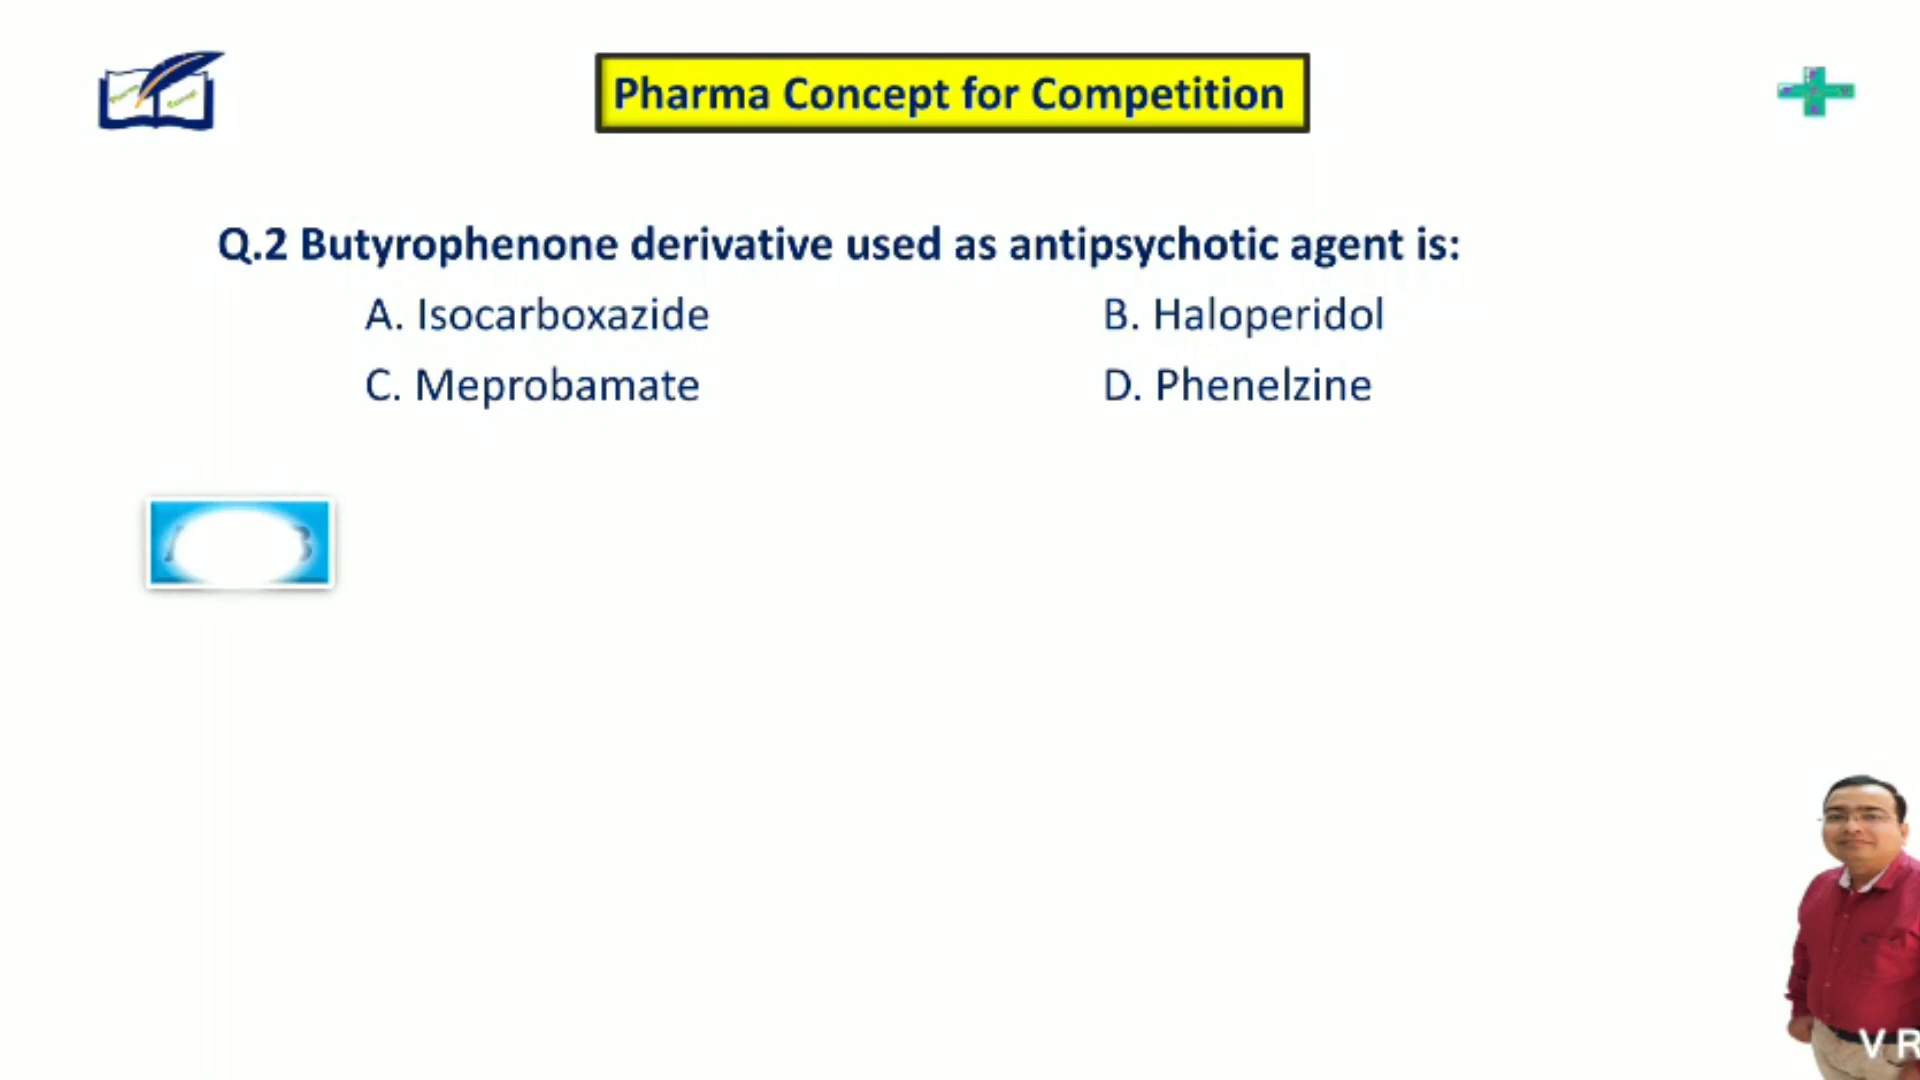 Pharma Concept for Competition
Q.2 Butyrophenone derivative used as antipsychotic agent is:
A. Isocarboxazide B. Haloperidol
C. Meprobamate D. Phenelzine
V R